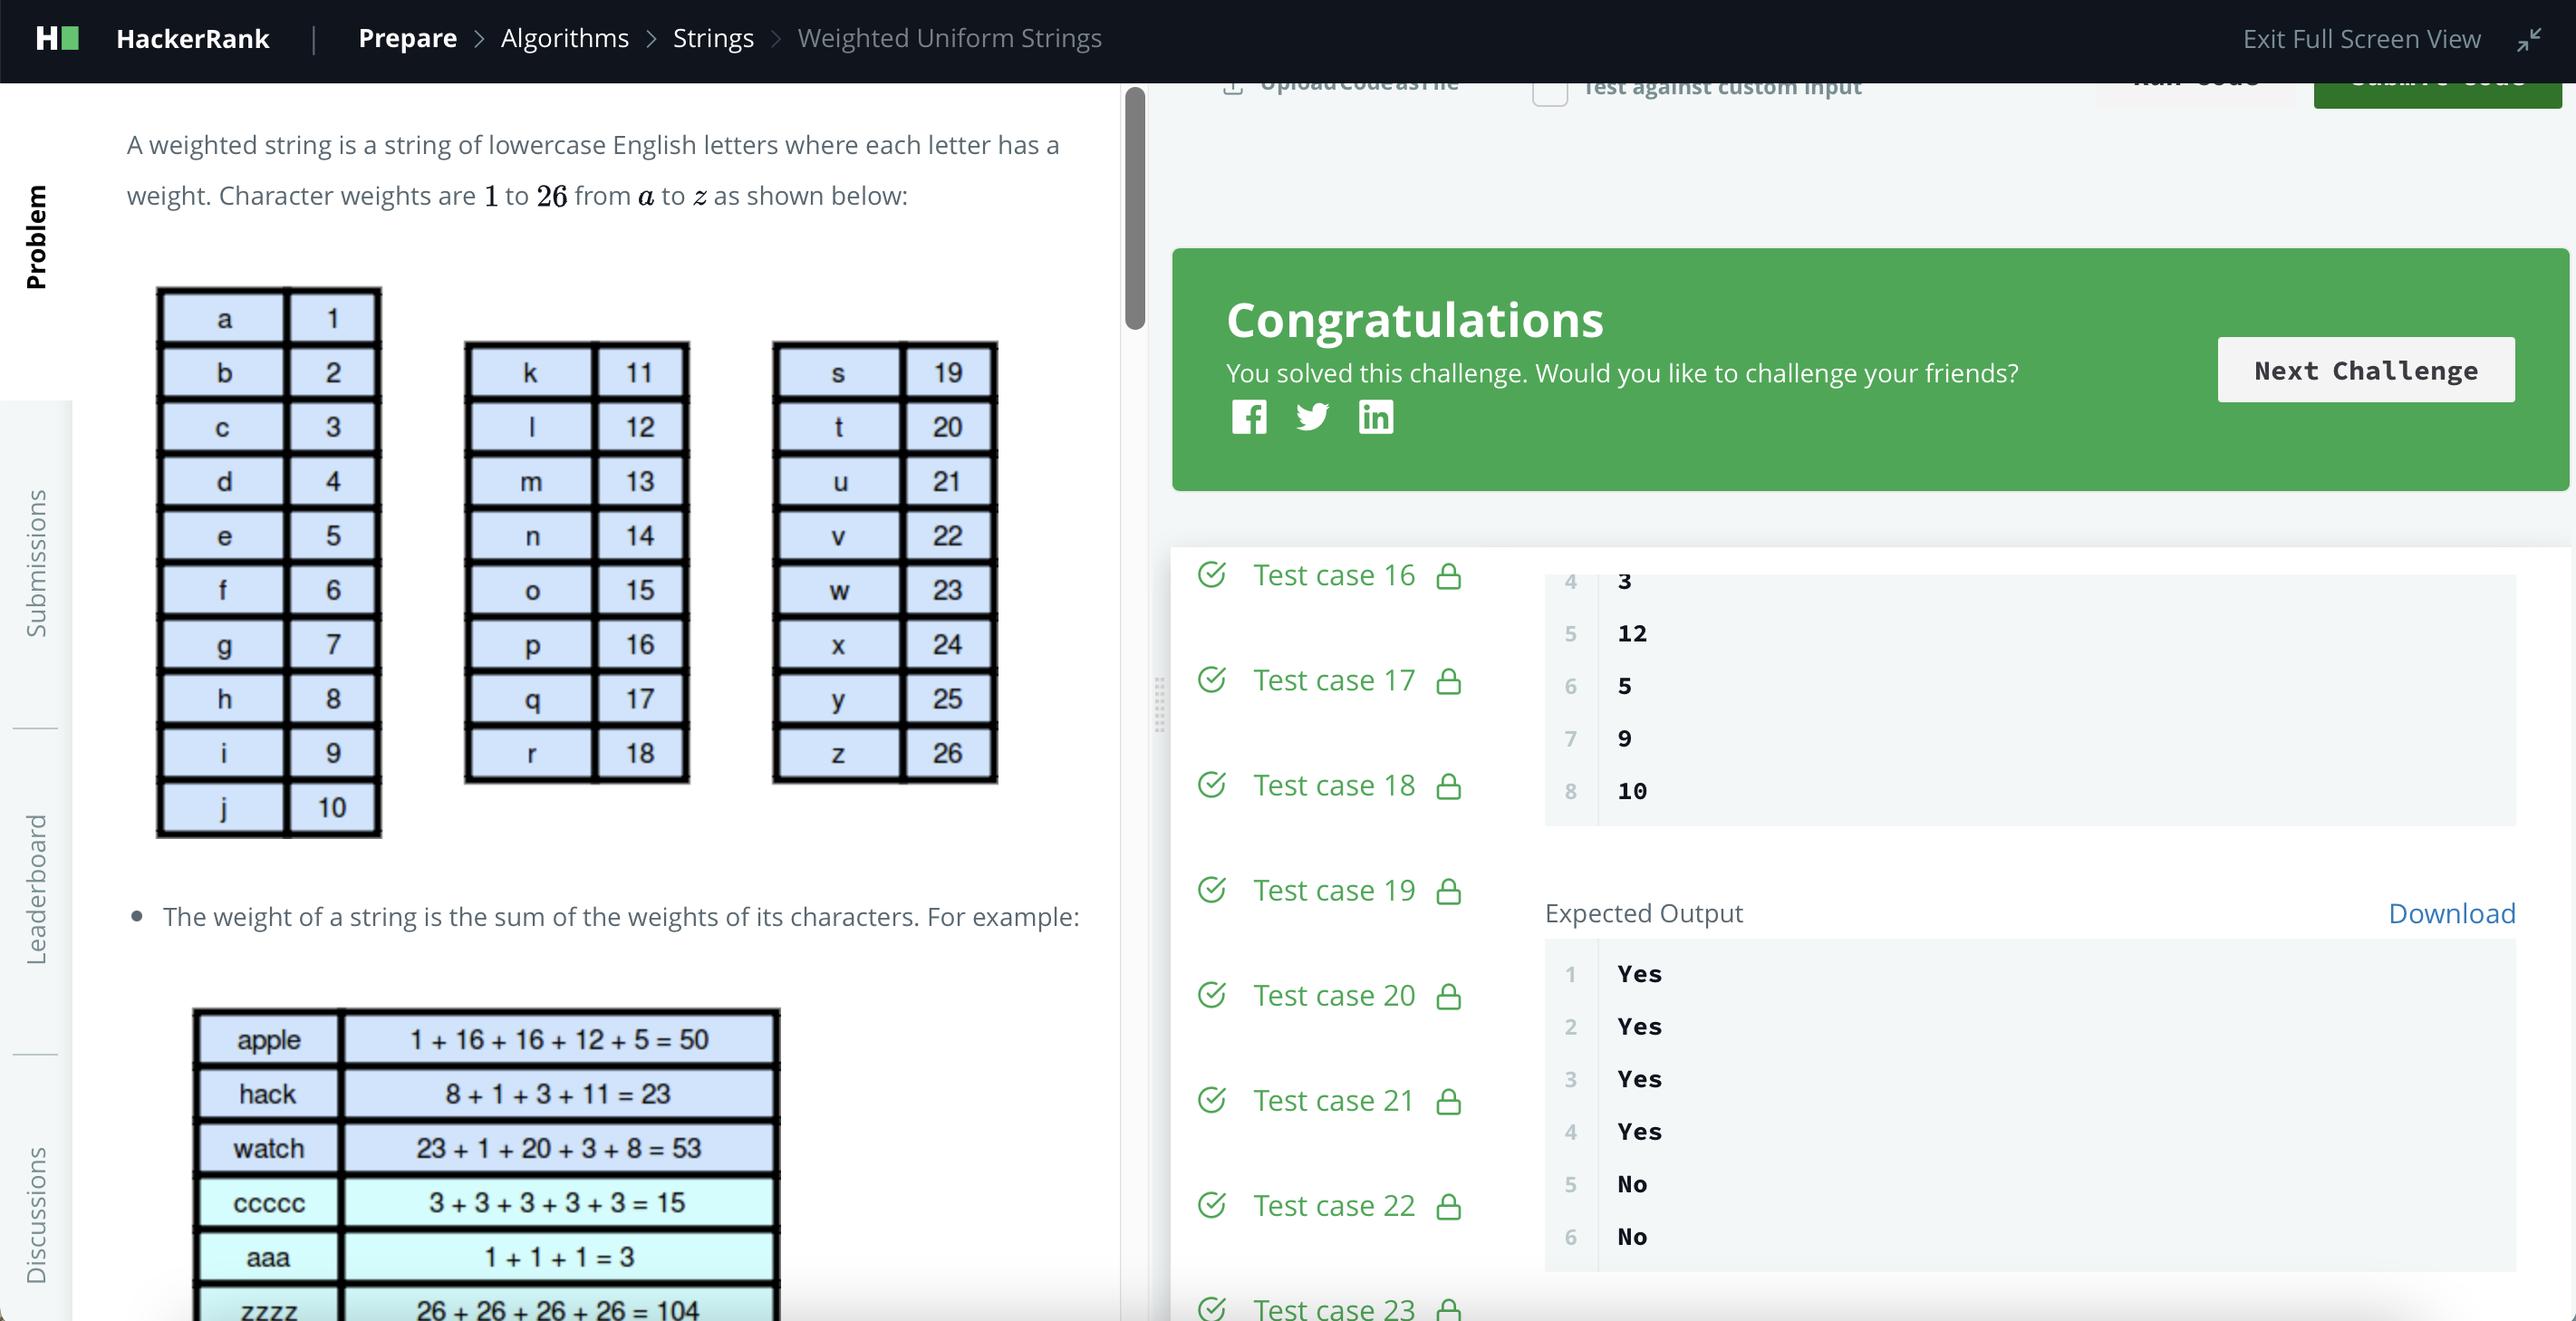 HackerRank | Prepare > Algorithms > Strings > Weighted Uniform Strings
Exit Full Screen View
Problem
Submissions
Leaderboard
Discussions
A weighted string is a string of lowercase English letters where each letter has a
weight. Character weights are 1 to 26 from a to z as shown below:
a 1
b 2
c 3
d 4
e 5
f 6
g 7
h 8
i 9
j 10
k 11
l 12
m 13
n 14
o 15
p 16
q 17
r 18
s 19
t 20
u 21
v 22
w 23
x 24
y 25
z 26
• The weight of a string is the sum of the weights of its characters. For example:
apple 1 + 16 + 16 + 12 + 5 = 50
hack 8 + 1 + 3 + 11 = 23
watch 23 + 1 + 20 + 3 + 8 = 53
ccccc 3 + 3 + 3 + 3 + 3 = 15
aaa 1 + 1 + 1 = 3
zzzz 26 + 26 + 26 + 26 = 104
Upload Code as File
Test against custom input
Run Code
Submit Code
Congratulations
You solved this challenge. Would you like to challenge your friends?
Next Challenge
Test case 16
Test case 17
Test case 18
Test case 19
Test case 20
Test case 21
Test case 22
Test case 23
4 3
5 12
6 5
7 9
8 10
Expected Output
Download
1 Yes
2 Yes
3 Yes
4 Yes
5 No
6 No